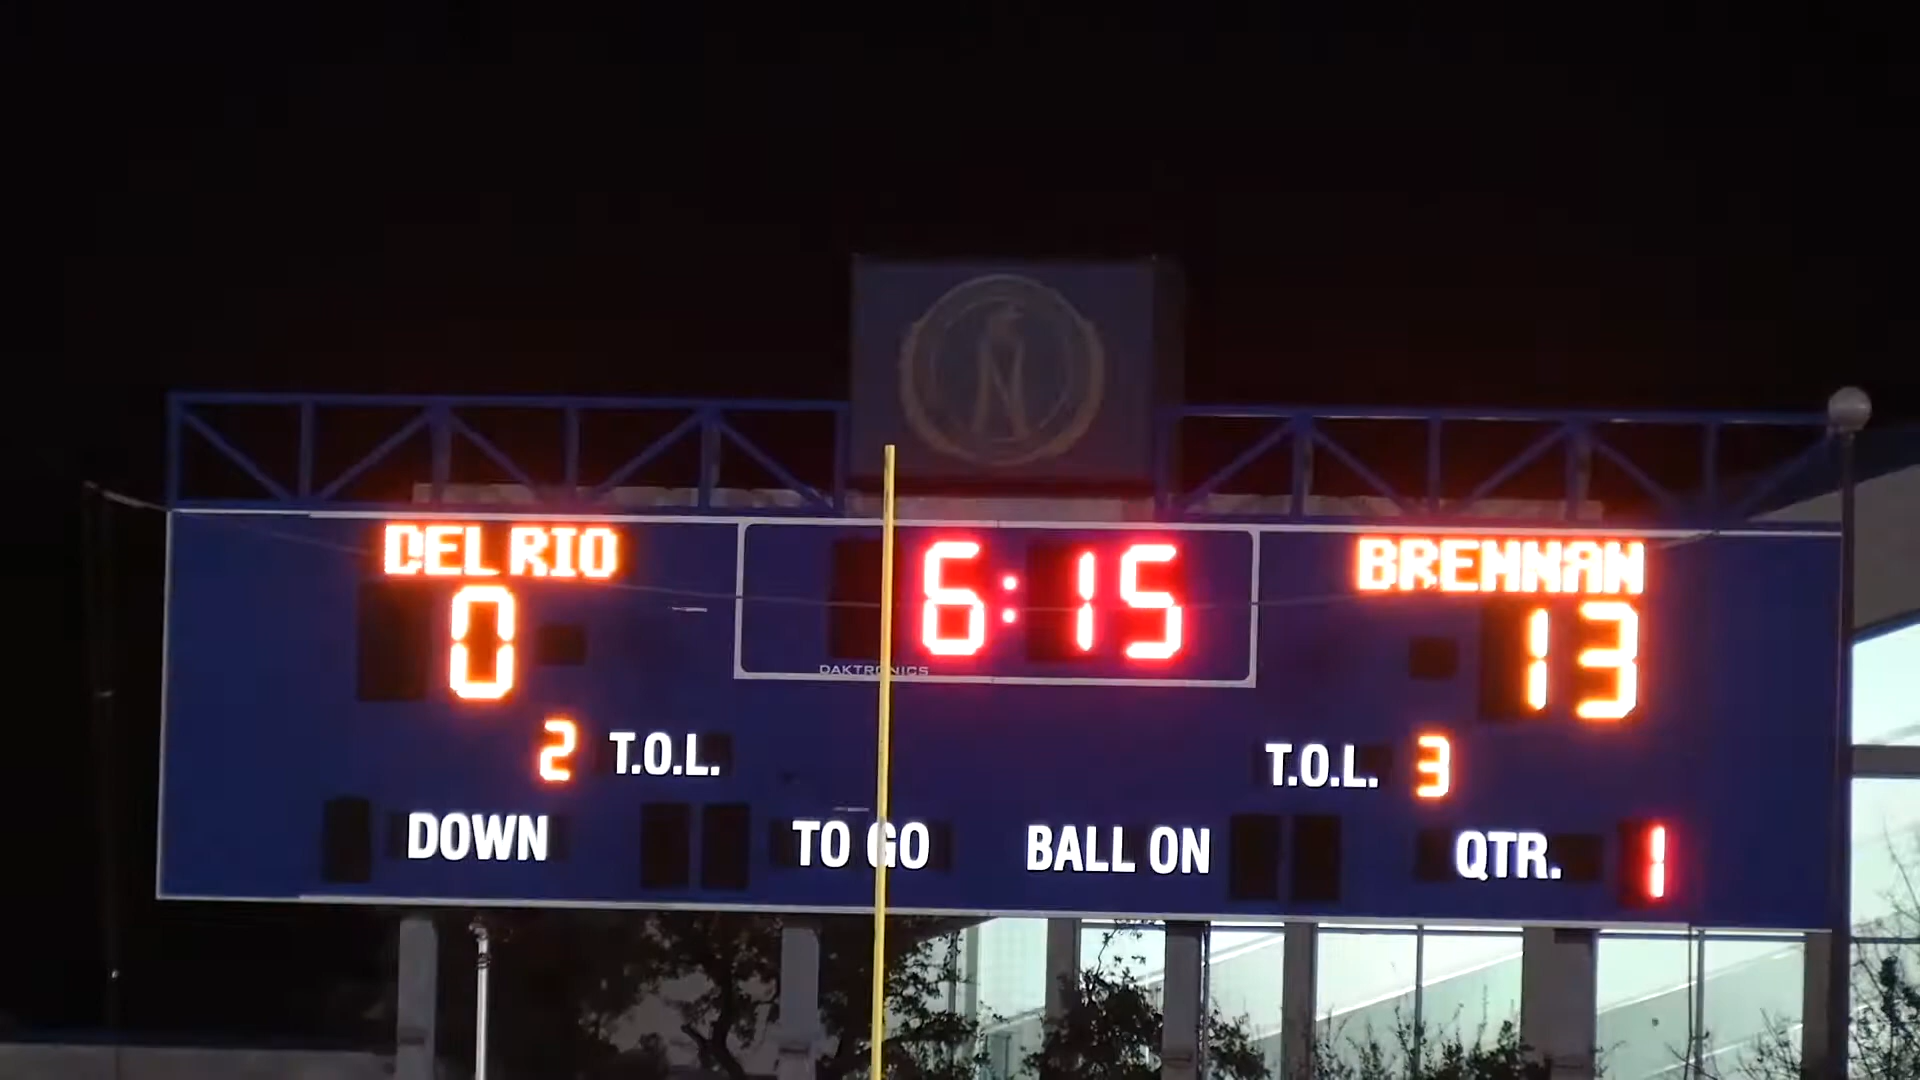 N
DEL RIO 6:15 BRENNAN
0 13
DAKTRONICS
2 T.O.L. T.O.L. 3
DOWN TO GO BALL ON QTR. 1